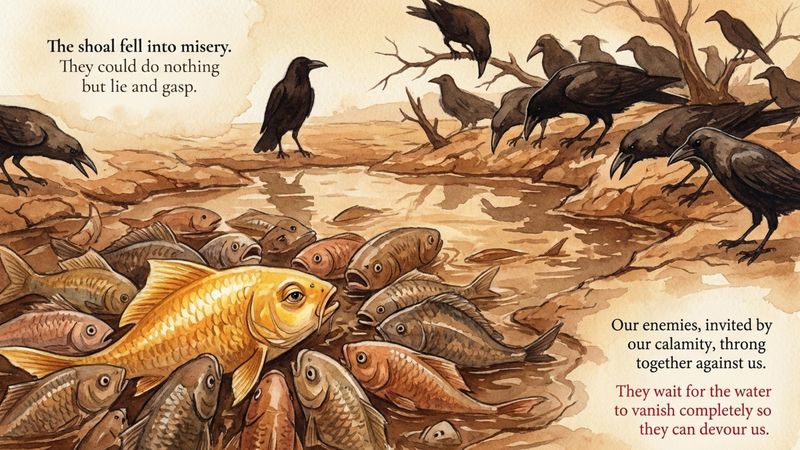 The shoal fell into misery.
They could do nothing
but lie and gasp.
Our enemies, invited by
our calamity, throng
together against us.
They wait for the water
to vanish completely so
they can devour us.